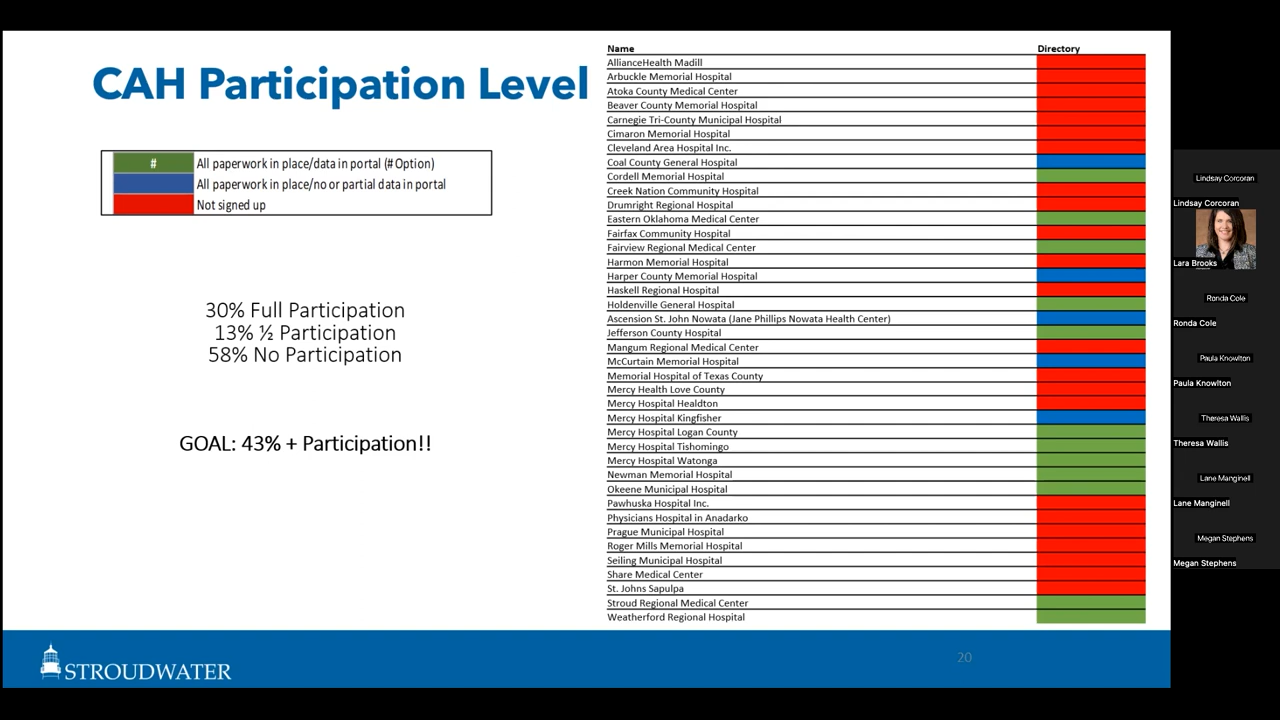 CAH Participation Level
# All paperwork in place/data in portal (# Option)
All paperwork in place/no or partial data in portal
Not signed up
30% Full Participation
13% ½ Participation
58% No Participation
GOAL: 43% + Participation!!
Name Directory
AllianceHealth Madill
Arbuckle Memorial Hospital
Atoka County Medical Center
Beaver County Memorial Hospital
Carnegie Tri-County Municipal Hospital
Cimaron Memorial Hospital
Cleveland Area Hospital Inc.
Coal County General Hospital
Cordell Memorial Hospital
Creek Nation Community Hospital
Drumright Regional Hospital
Eastern Oklahoma Medical Center
Fairfax Community Hospital
Fairview Regional Medical Center
Harmon Memorial Hospital
Harper County Memorial Hospital
Haskell Regional Hospital
Holdenville General Hospital
Ascension St. John Nowata (Jane Phillips Nowata Health Center)
Jefferson County Hospital
Mangum Regional Medical Center
McCurtain Memorial Hospital
Memorial Hospital of Texas County
Mercy Health Love County
Mercy Hospital Healdton
Mercy Hospital Kingfisher
Mercy Hospital Logan County
Mercy Hospital Tishomingo
Mercy Hospital Watonga
Newman Memorial Hospital
Okeene Municipal Hospital
Pawhuska Hospital Inc.
Physicians Hospital in Anadarko
Prague Municipal Hospital
Roger Mills Memorial Hospital
Seiling Municipal Hospital
Share Medical Center
St. Johns Sapulpa
Stroud Regional Medical Center
Weatherford Regional Hospital
STROUDWATER
20
Lindsay Corcoran
Lindsay Corcoran
Lara Brooks
Ronda Cole
Ronda Cole
Paula Knowlton
Paula Knowlton
Theresa Wallis
Theresa Wallis
Lane Manginell
Lane Manginell
Megan Stephens
Megan Stephens